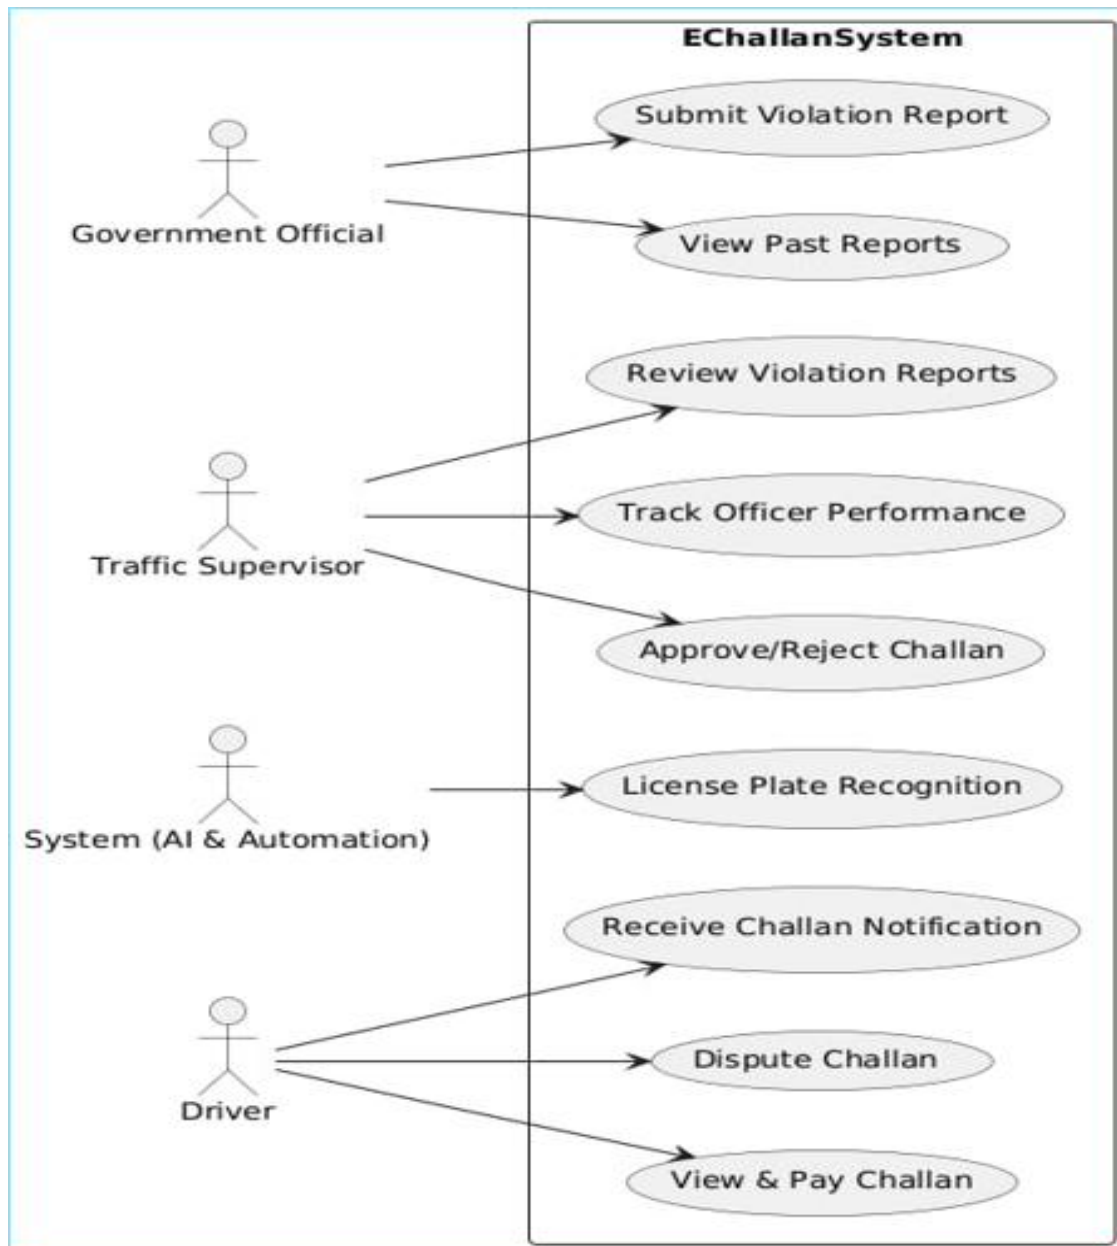 EChallanSystem
Submit Violation Report
Government Official
View Past Reports
Review Violation Reports
Track Officer Performance
Traffic Supervisor
Approve/Reject Challan
License Plate Recognition
System (AI & Automation)
Receive Challan Notification
Dispute Challan
Driver
View & Pay Challan